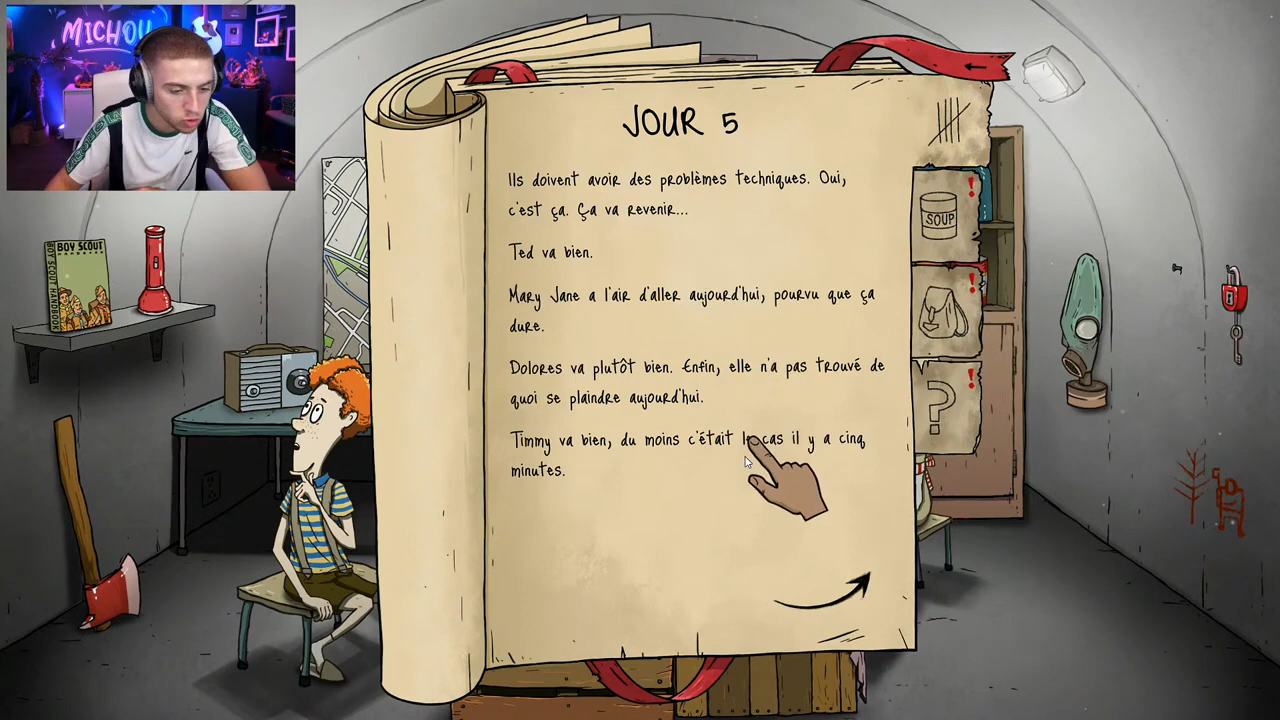 MICHOU
JOUR 5
Ils doivent avoir des problèmes techniques. Oui,
c'est ça. Ça va revenir...
Ted va bien.
Mary Jane a l'air d'aller aujourd'hui, pourvu que ça
dure.
Dolores va plutôt bien. Enfin, elle n'a pas trouvé de
quoi se plaindre aujourd'hui.
Timmy va bien, du moins c'était le cas il y a cinq
minutes.
!
SOUP
!
!
?
BOY SCOUT
BOY SCOUT HANDBOOK